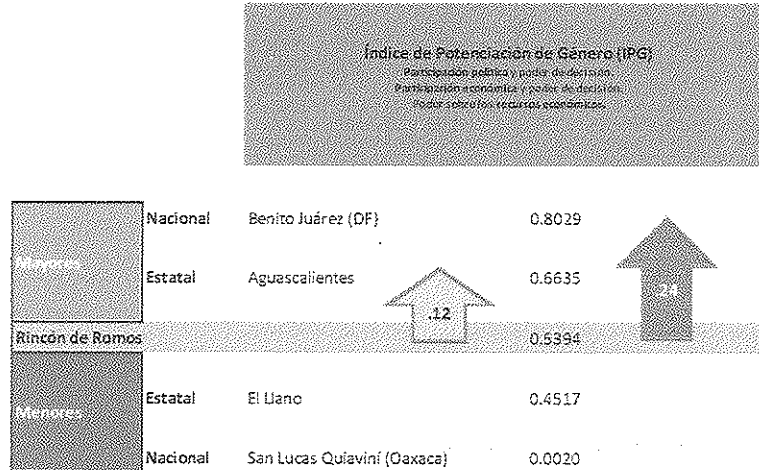 Índice de Potenciación de Género (IPG)
Participación política y poder de decisión.
Participación económica y poder de decisión.
Poder sobre los recursos económicos.
Nacional Benito Juárez (DF) 0.8029
Mayores
Estatal Aguascalientes 0.6635
.12
.24
Rincón de Romos 0.5394
Estatal El Llano 0.4517
Menores
Nacional San Lucas Quiaviní (Oaxaca) 0.0020